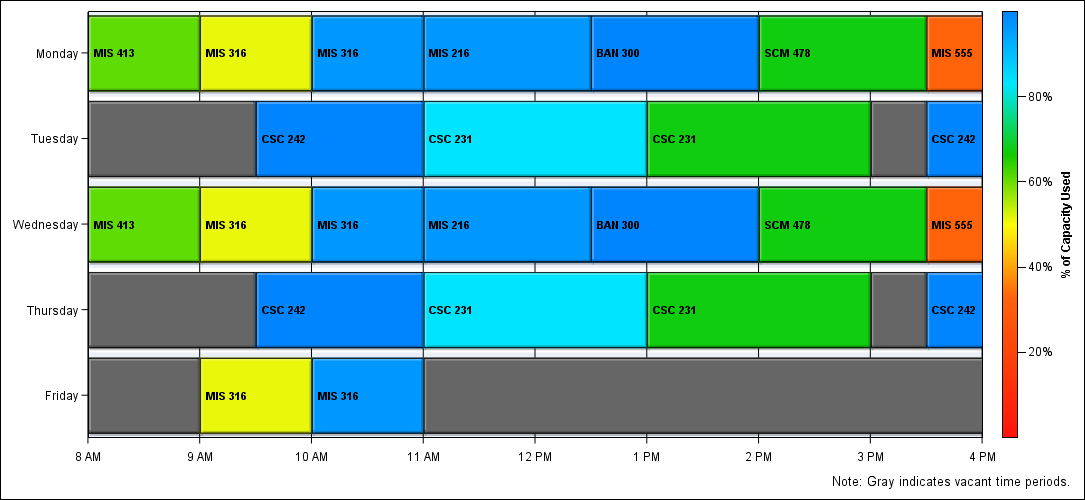 Monday MIS 413 MIS 316 MIS 316 MIS 216 BAN 300 SCM 478 MIS 555
Tuesday CSC 242 CSC 231 CSC 231 CSC 242
Wednesday MIS 413 MIS 316 MIS 316 MIS 216 BAN 300 SCM 478 MIS 555
Thursday CSC 242 CSC 231 CSC 231 CSC 242
Friday MIS 316 MIS 316
8 AM 9 AM 10 AM 11 AM 12 PM 1 PM 2 PM 3 PM 4 PM
80%
60%
40%
20%
% of Capacity Used
Note: Gray indicates vacant time periods.